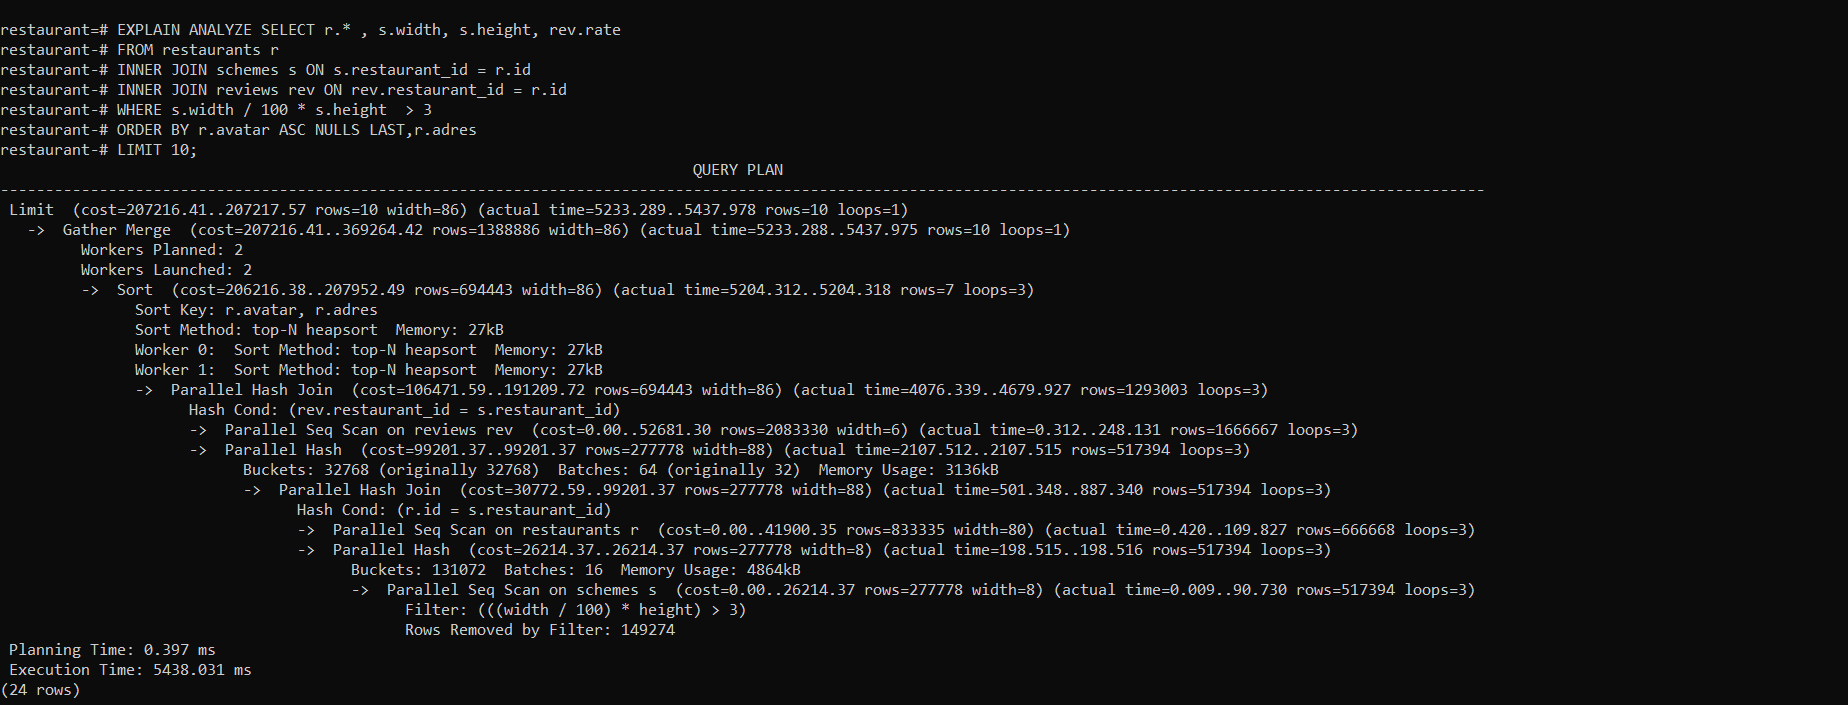 restaurant=# EXPLAIN ANALYZE SELECT r.* , s.width, s.height, rev.rate
restaurant-# FROM restaurants r
restaurant-# INNER JOIN schemes s ON s.restaurant_id = r.id
restaurant-# INNER JOIN reviews rev ON rev.restaurant_id = r.id
restaurant-# WHERE s.width / 100 * s.height  > 3
restaurant-# ORDER BY r.avatar ASC NULLS LAST,r.adres
restaurant-# LIMIT 10;
QUERY PLAN
---------------------------------------------------------------------------------------------------------------------------------------------------------------------
Limit  (cost=207216.41..207217.57 rows=10 width=86) (actual time=5233.289..5437.978 rows=10 loops=1)
->  Gather Merge  (cost=207216.41..369264.42 rows=1388886 width=86) (actual time=5233.288..5437.975 rows=10 loops=1)
Workers Planned: 2
Workers Launched: 2
->  Sort  (cost=206216.38..207952.49 rows=694443 width=86) (actual time=5204.312..5204.318 rows=7 loops=3)
Sort Key: r.avatar, r.adres
Sort Method: top-N heapsort  Memory: 27kB
Worker 0:  Sort Method: top-N heapsort  Memory: 27kB
Worker 1:  Sort Method: top-N heapsort  Memory: 27kB
->  Parallel Hash Join  (cost=106471.59..191209.72 rows=694443 width=86) (actual time=4076.339..4679.927 rows=1293003 loops=3)
Hash Cond: (rev.restaurant_id = s.restaurant_id)
->  Parallel Seq Scan on reviews rev  (cost=0.00..52681.30 rows=2083330 width=6) (actual time=0.312..248.131 rows=1666667 loops=3)
->  Parallel Hash  (cost=99201.37..99201.37 rows=277778 width=88) (actual time=2107.512..2107.515 rows=517394 loops=3)
Buckets: 32768 (originally 32768)  Batches: 64 (originally 32)  Memory Usage: 3136kB
->  Parallel Hash Join  (cost=30772.59..99201.37 rows=277778 width=88) (actual time=501.348..887.340 rows=517394 loops=3)
Hash Cond: (r.id = s.restaurant_id)
->  Parallel Seq Scan on restaurants r  (cost=0.00..41900.35 rows=833335 width=80) (actual time=0.420..109.827 rows=666668 loops=3)
->  Parallel Hash  (cost=26214.37..26214.37 rows=277778 width=8) (actual time=198.515..198.516 rows=517394 loops=3)
Buckets: 131072  Batches: 16  Memory Usage: 4864kB
->  Parallel Seq Scan on schemes s  (cost=0.00..26214.37 rows=277778 width=8) (actual time=0.009..90.730 rows=517394 loops=3)
Filter: (((width / 100) * height) > 3)
Rows Removed by Filter: 149274
Planning Time: 0.397 ms
Execution Time: 5438.031 ms
(24 rows)